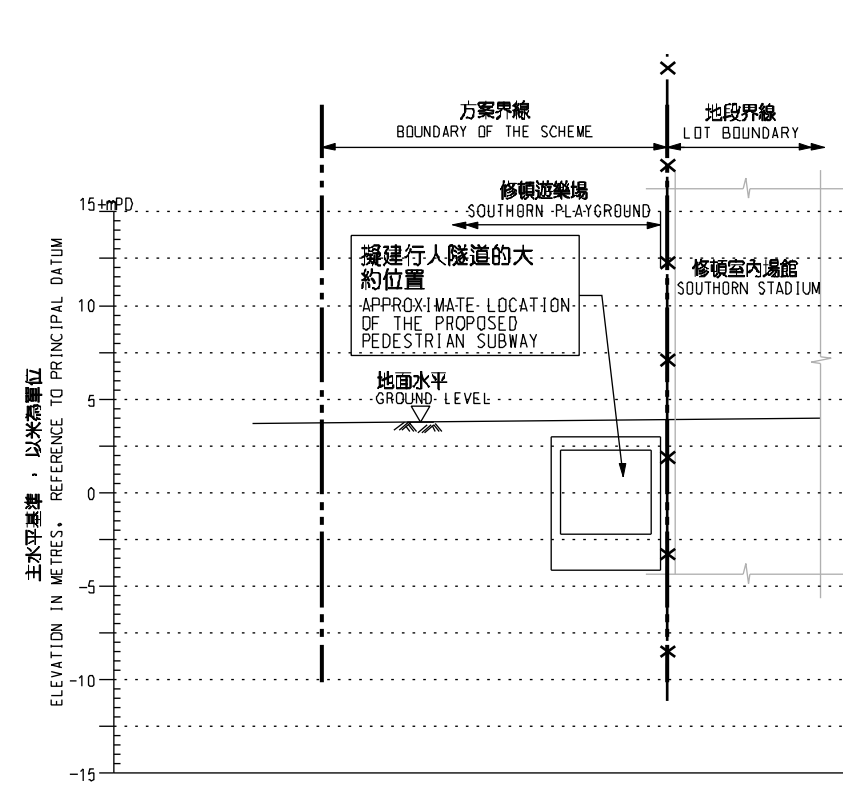 方案界線
BOUNDARY OF THE SCHEME
地段界線
LOT BOUNDARY
修頓遊樂場
SOUTHORN PLAYGROUND
15+mPD
擬建行人隧道的大
約位置
APPROXIMATE LOCATION
OF THE PROPOSED
PEDESTRIAN SUBWAY
修頓室內場館
SOUTHORN STADIUM
10
地面水平
GROUND LEVEL
5
0
-5
-10
-15
主水平基準，以米為單位
ELEVATION IN METRES. REFERENCE TO PRINCIPAL DATUM